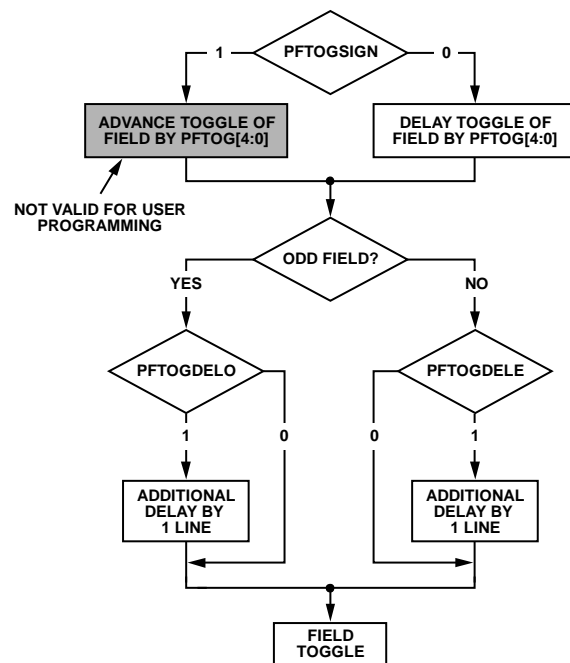 PFTOGSIGN
1
0
ADVANCE TOGGLE OF
FIELD BY PFTOG[4:0]
DELAY TOGGLE OF
FIELD BY PFTOG[4:0]
NOT VALID FOR USER
PROGRAMMING
ODD FIELD?
YES
NO
PFTOGDELO
PFTOGDELE
1
0
0
1
ADDITIONAL
DELAY BY
1 LINE
ADDITIONAL
DELAY BY
1 LINE
FIELD
TOGGLE